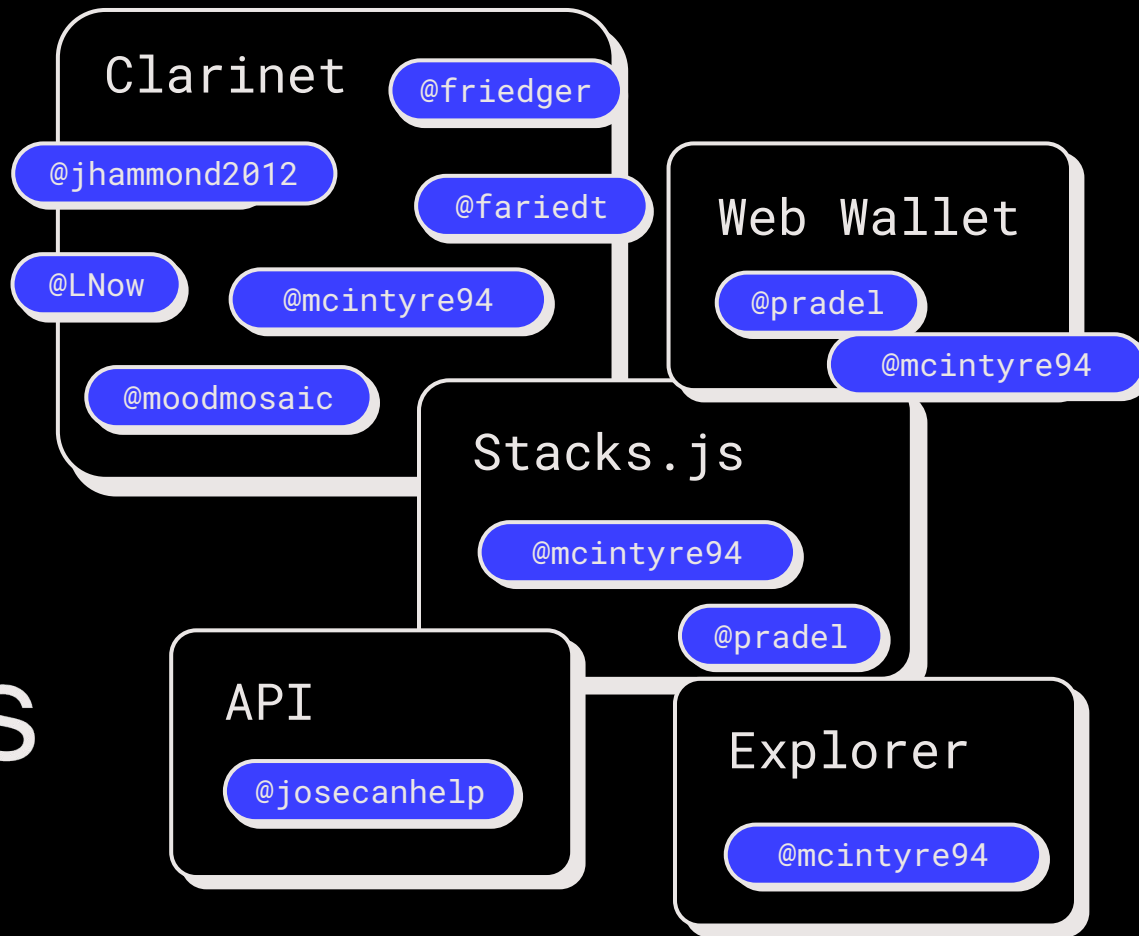 Clarinet
@friedger
@jhammond2012
@fariedt
@LNow
@mcintyre94
@moodmosaic
Web Wallet
@pradel
@mcintyre94
Stacks.js
@mcintyre94
@pradel
s
API
@josecanhelp
Explorer
@mcintyre94